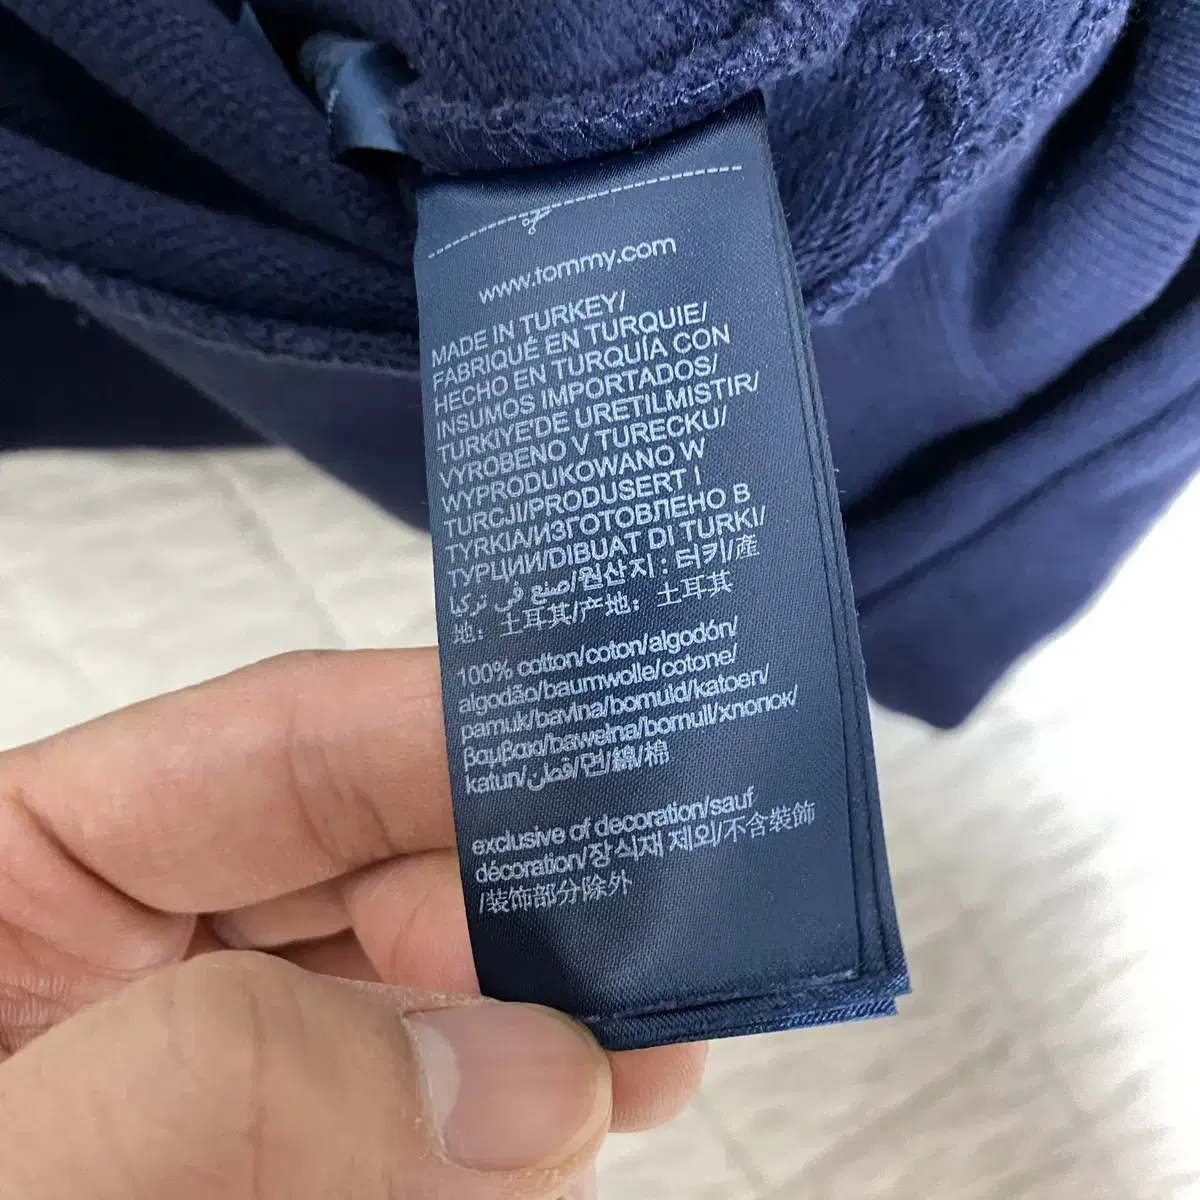 www.tommy.com
MADE IN TURKEY/
FABRIQUÉ EN TURQUIE/
HECHO EN TURQUÍA CON
INSUMOS IMPORTADOS/
TURKIYE'DE URETILMISTIR/
VYROBENO V TURECKU/
WYPRODUKOWANO W
TURCJI/PRODUSERT I
TYRKIA/ИЗГОТОВЛЕНО В
ТУРЦИИ/DIBUAT DI TURKI/
صنع في تركيا/원산지 : 터키/產
地：土耳其/产地：土耳其
100% cotton/coton/algodón/
algodão/baumwolle/cotone/
pamuk/bavlna/bomuld/katoen/
βαμβακι/bawełna/bomull/хлопок/
katun/قطن/면/綿/棉
exclusive of decoration/sauf
décoration/장식재 제외/不含裝飾
/装饰部分除外